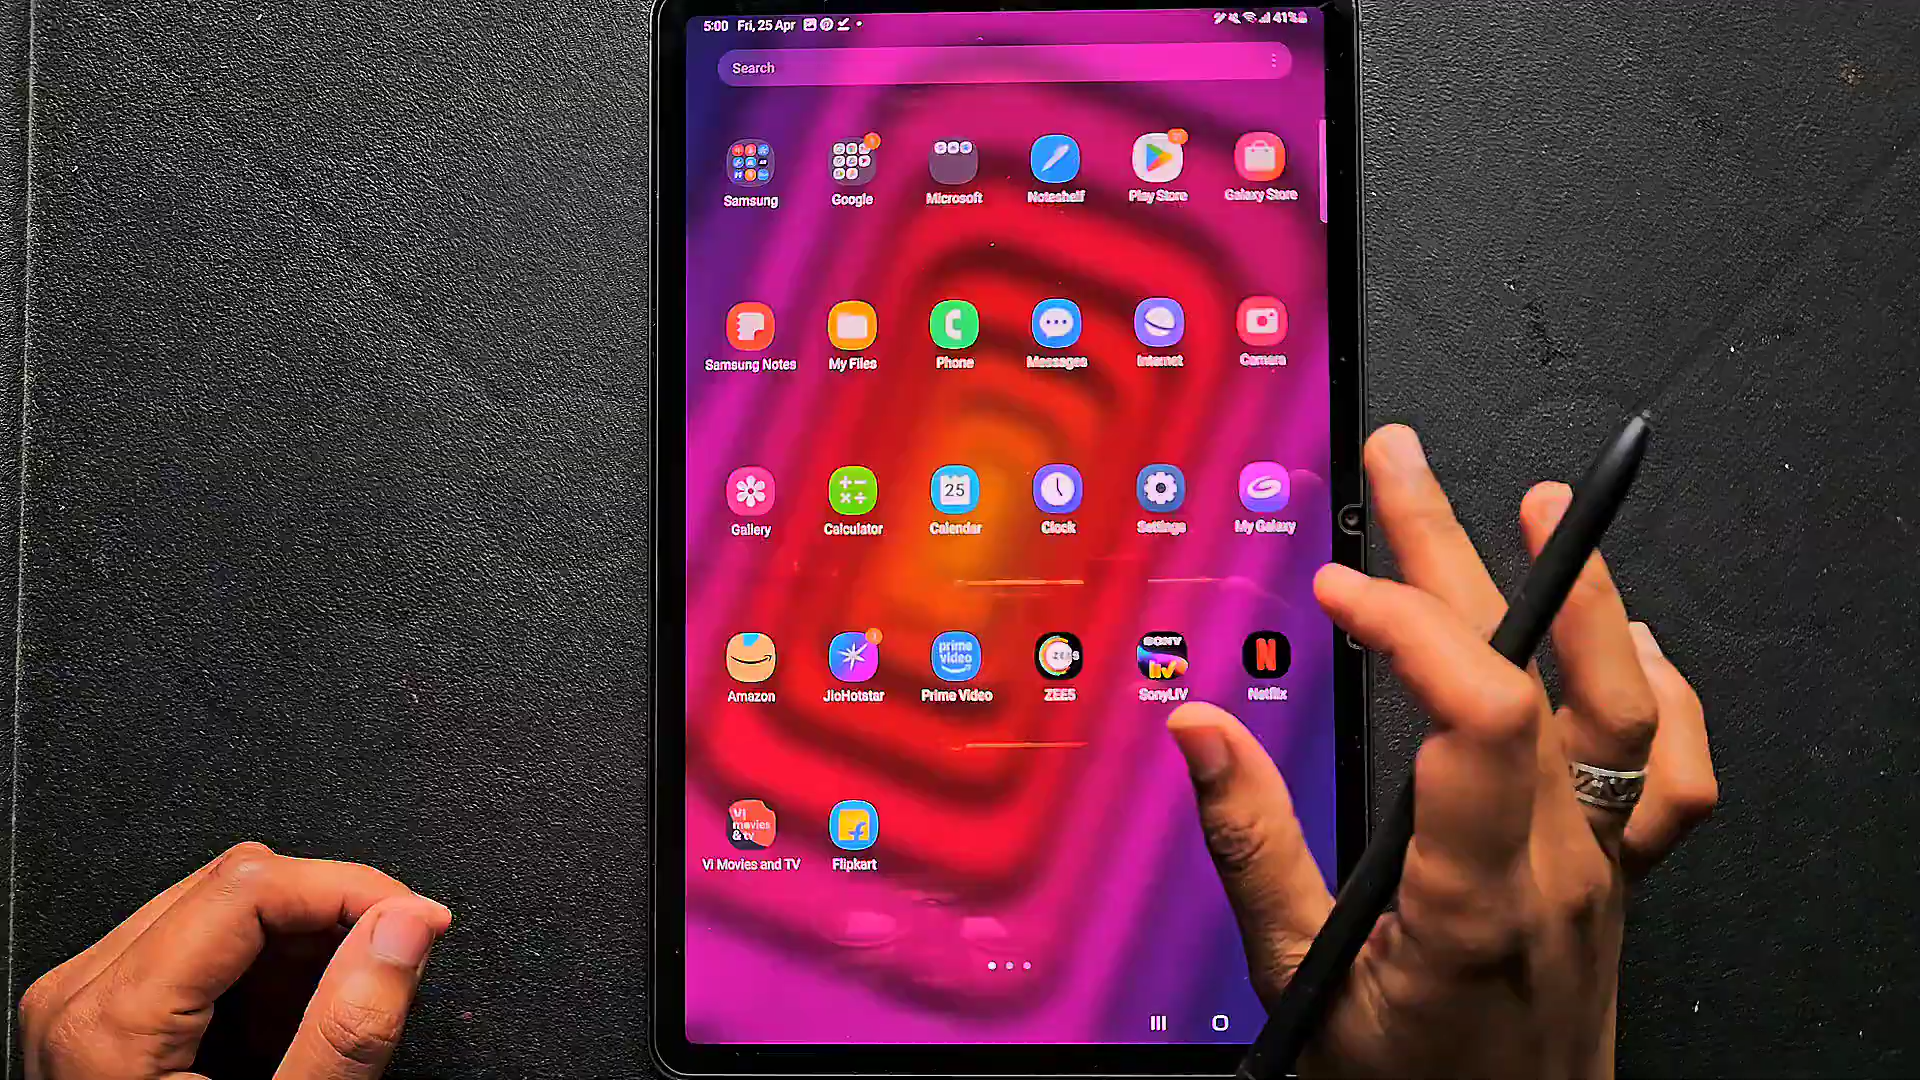 5:00 Fri, 25 Apr
41%
Search
Samsung Google Microsoft Noteshelf Play Store Galaxy Store
Samsung Notes My Files Phone Messages Internet Camera
25
Gallery Calculator Calendar Clock Settings My Galaxy
prime
video
ZEE5
SONY
liv
N
Amazon JioHotstar Prime Video ZEE5 SonyLIV Netflix
Vi
movies
& tv
Vi Movies and TV Flipkart